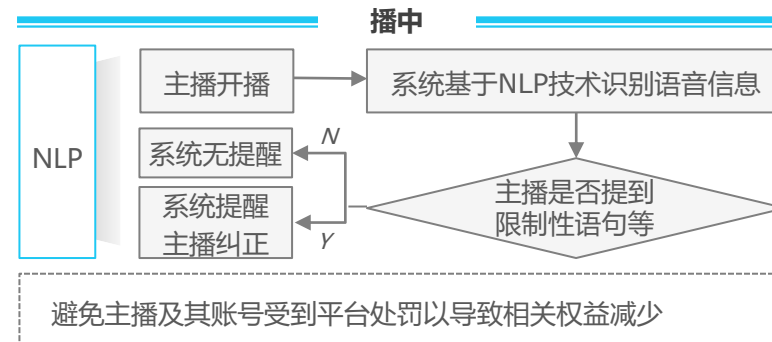 播中
NLP
主播开播
系统基于NLP技术识别语音信息
系统无提醒
N
主播是否提到
限制性语句等
系统提醒
主播纠正
Y
避免主播及其账号受到平台处罚以导致相关权益减少